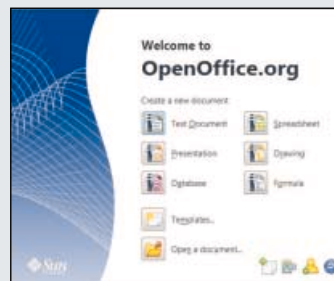 Welcome to
OpenOffice.org
Create a new document
Text Document
Spreadsheet
Presentation
Drawing
Database
Formula
Templates...
Open a document...
Sun